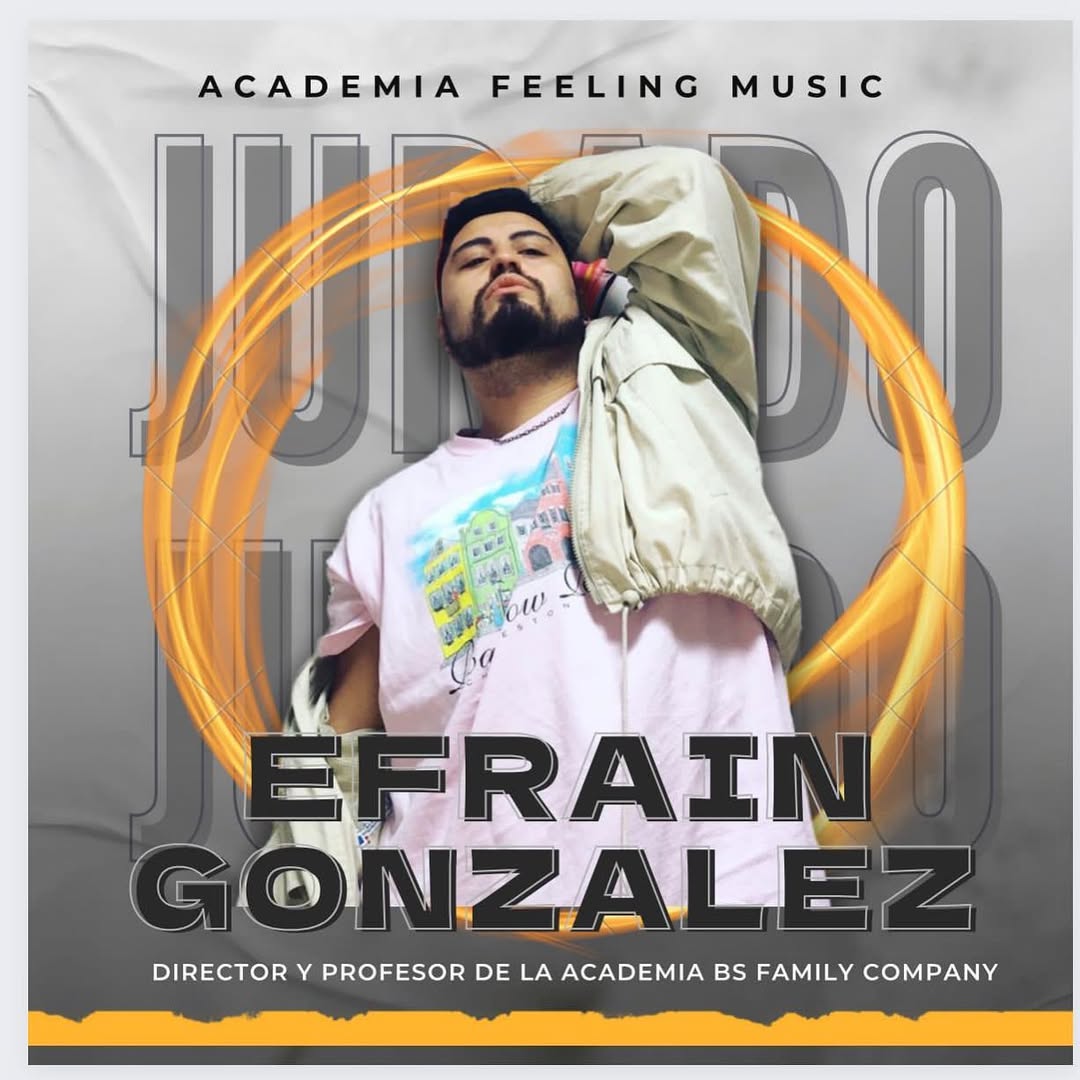 ACADEMIA FEELING MUSIC
JURADO
EFRAIN
GONZALEZ
DIRECTOR Y PROFESOR DE LA ACADEMIA BS FAMILY COMPANY